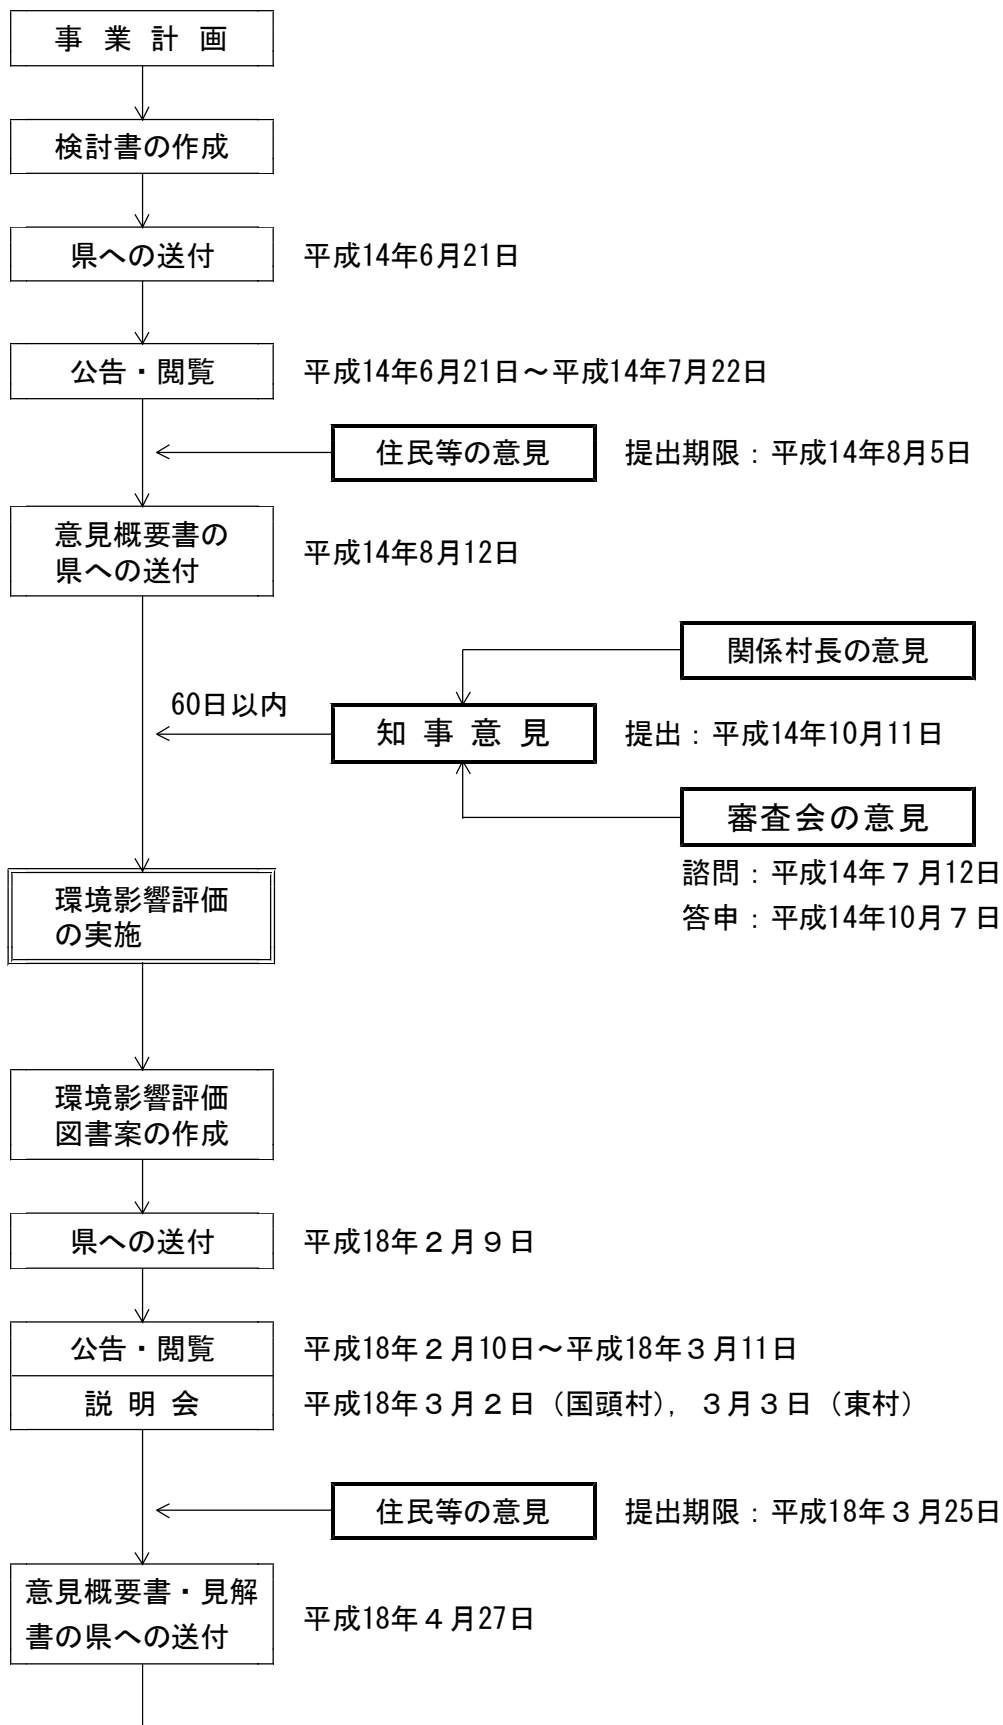 事 業 計 画
検討書の作成
県への送付 平成14年6月21日
公告・閲覧 平成14年6月21日～平成14年7月22日
住民等の意見 提出期限：平成14年8月5日
意見概要書の
県への送付
平成14年8月12日
関係村長の意見
60日以内
知 事 意 見 提出：平成14年10月11日
審査会の意見
諮問：平成14年７月12日
答申：平成14年10月７日
環境影響評価
の実施
環境影響評価
図書案の作成
県への送付 平成18年２月９日
公告・閲覧 平成18年２月10日～平成18年３月11日
説 明 会 平成18年３月２日（国頭村），３月３日（東村）
住民等の意見 提出期限：平成18年３月25日
意見概要書・見解
書の県への送付
平成18年４月27日